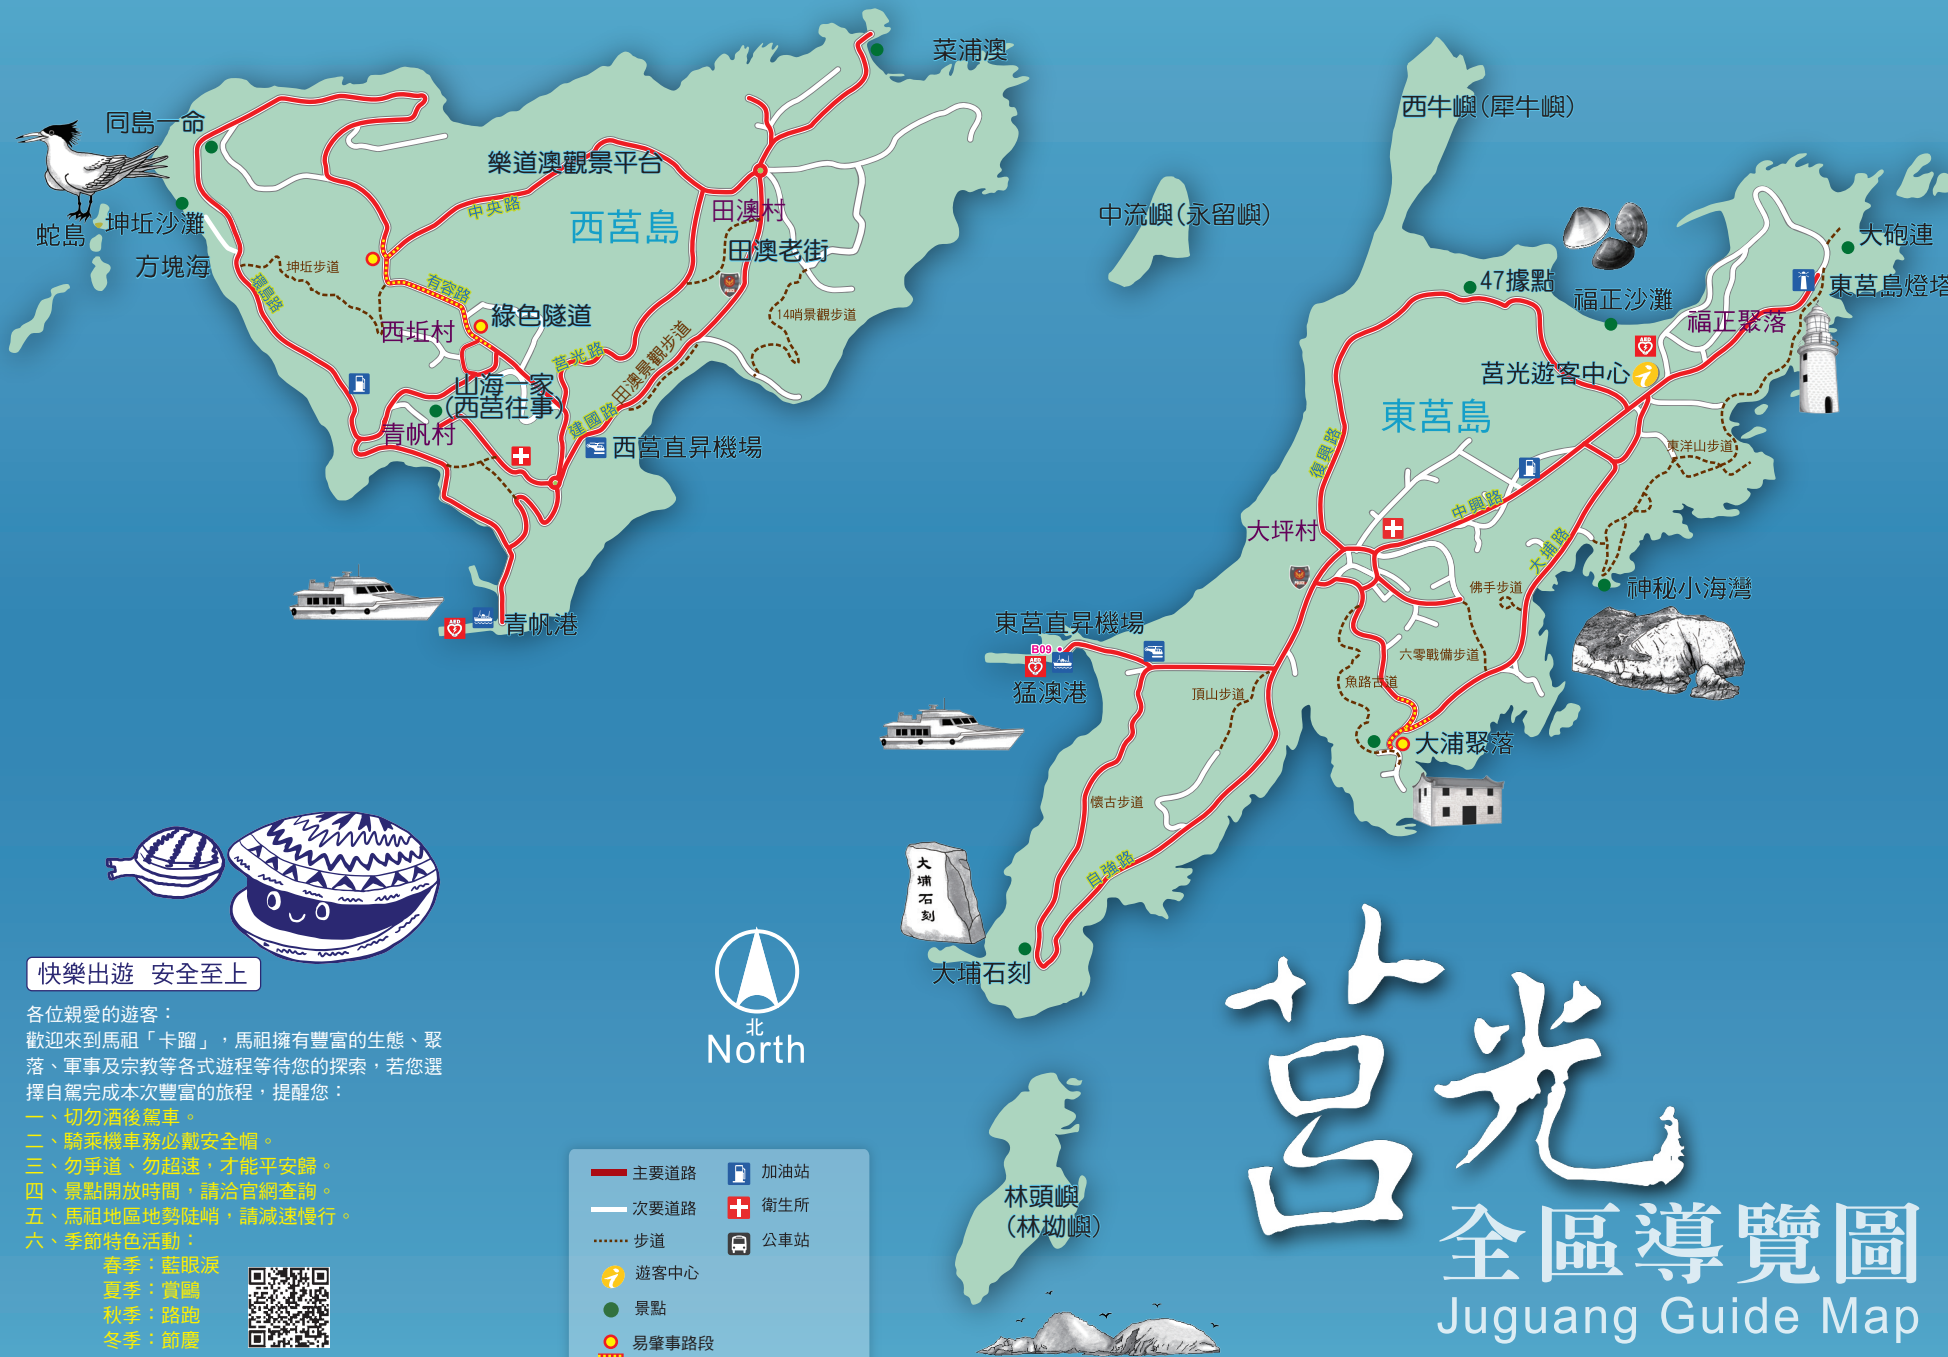 菜浦澳
同島一命
樂道澳觀景平台
中央路
西莒島
田澳村
田澳老街
蛇島
坤坵沙灘
方塊海
坤坵步道
環島路
有容路
綠色隧道
西坵村
14哨景觀步道
莒光路
田澳景觀步道
山海一家
(西莒往事)
建國路
青帆村
西莒直昇機場
AED
青帆港
西牛嶼(犀牛嶼)
中流嶼(永留嶼)
大砲連
47據點
福正沙灘
東莒島燈塔
福正聚落
AED
莒光遊客中心
東莒島
復興路
東洋山步道
中興路
大坪村
大埔路
佛手步道
神秘小海灣
東莒直昇機場
B09
AED
猛澳港
六零戰備步道
魚路古道
頂山步道
大浦聚落
懷古步道
自強路
大埔石刻
大埔石刻
北
North
林頭嶼
(林坳嶼)
快樂出遊 安全至上
各位親愛的遊客：
歡迎來到馬祖「卡蹓」，馬祖擁有豐富的生態、聚
落、軍事及宗教等各式遊程等待您的探索，若您選
擇自駕完成本次豐富的旅程，提醒您：
一、切勿酒後駕車。
二、騎乘機車務必戴安全帽。
三、勿爭道、勿超速，才能平安歸。
四、景點開放時間，請洽官網查詢。
五、馬祖地區地勢陡峭，請減速慢行。
六、季節特色活動：
春季：藍眼淚
夏季：賞鷗
秋季：路跑
冬季：節慶
主要道路
加油站
次要道路
衛生所
步道
公車站
遊客中心
景點
易肇事路段
莒光
全區導覽圖
Juguang Guide Map